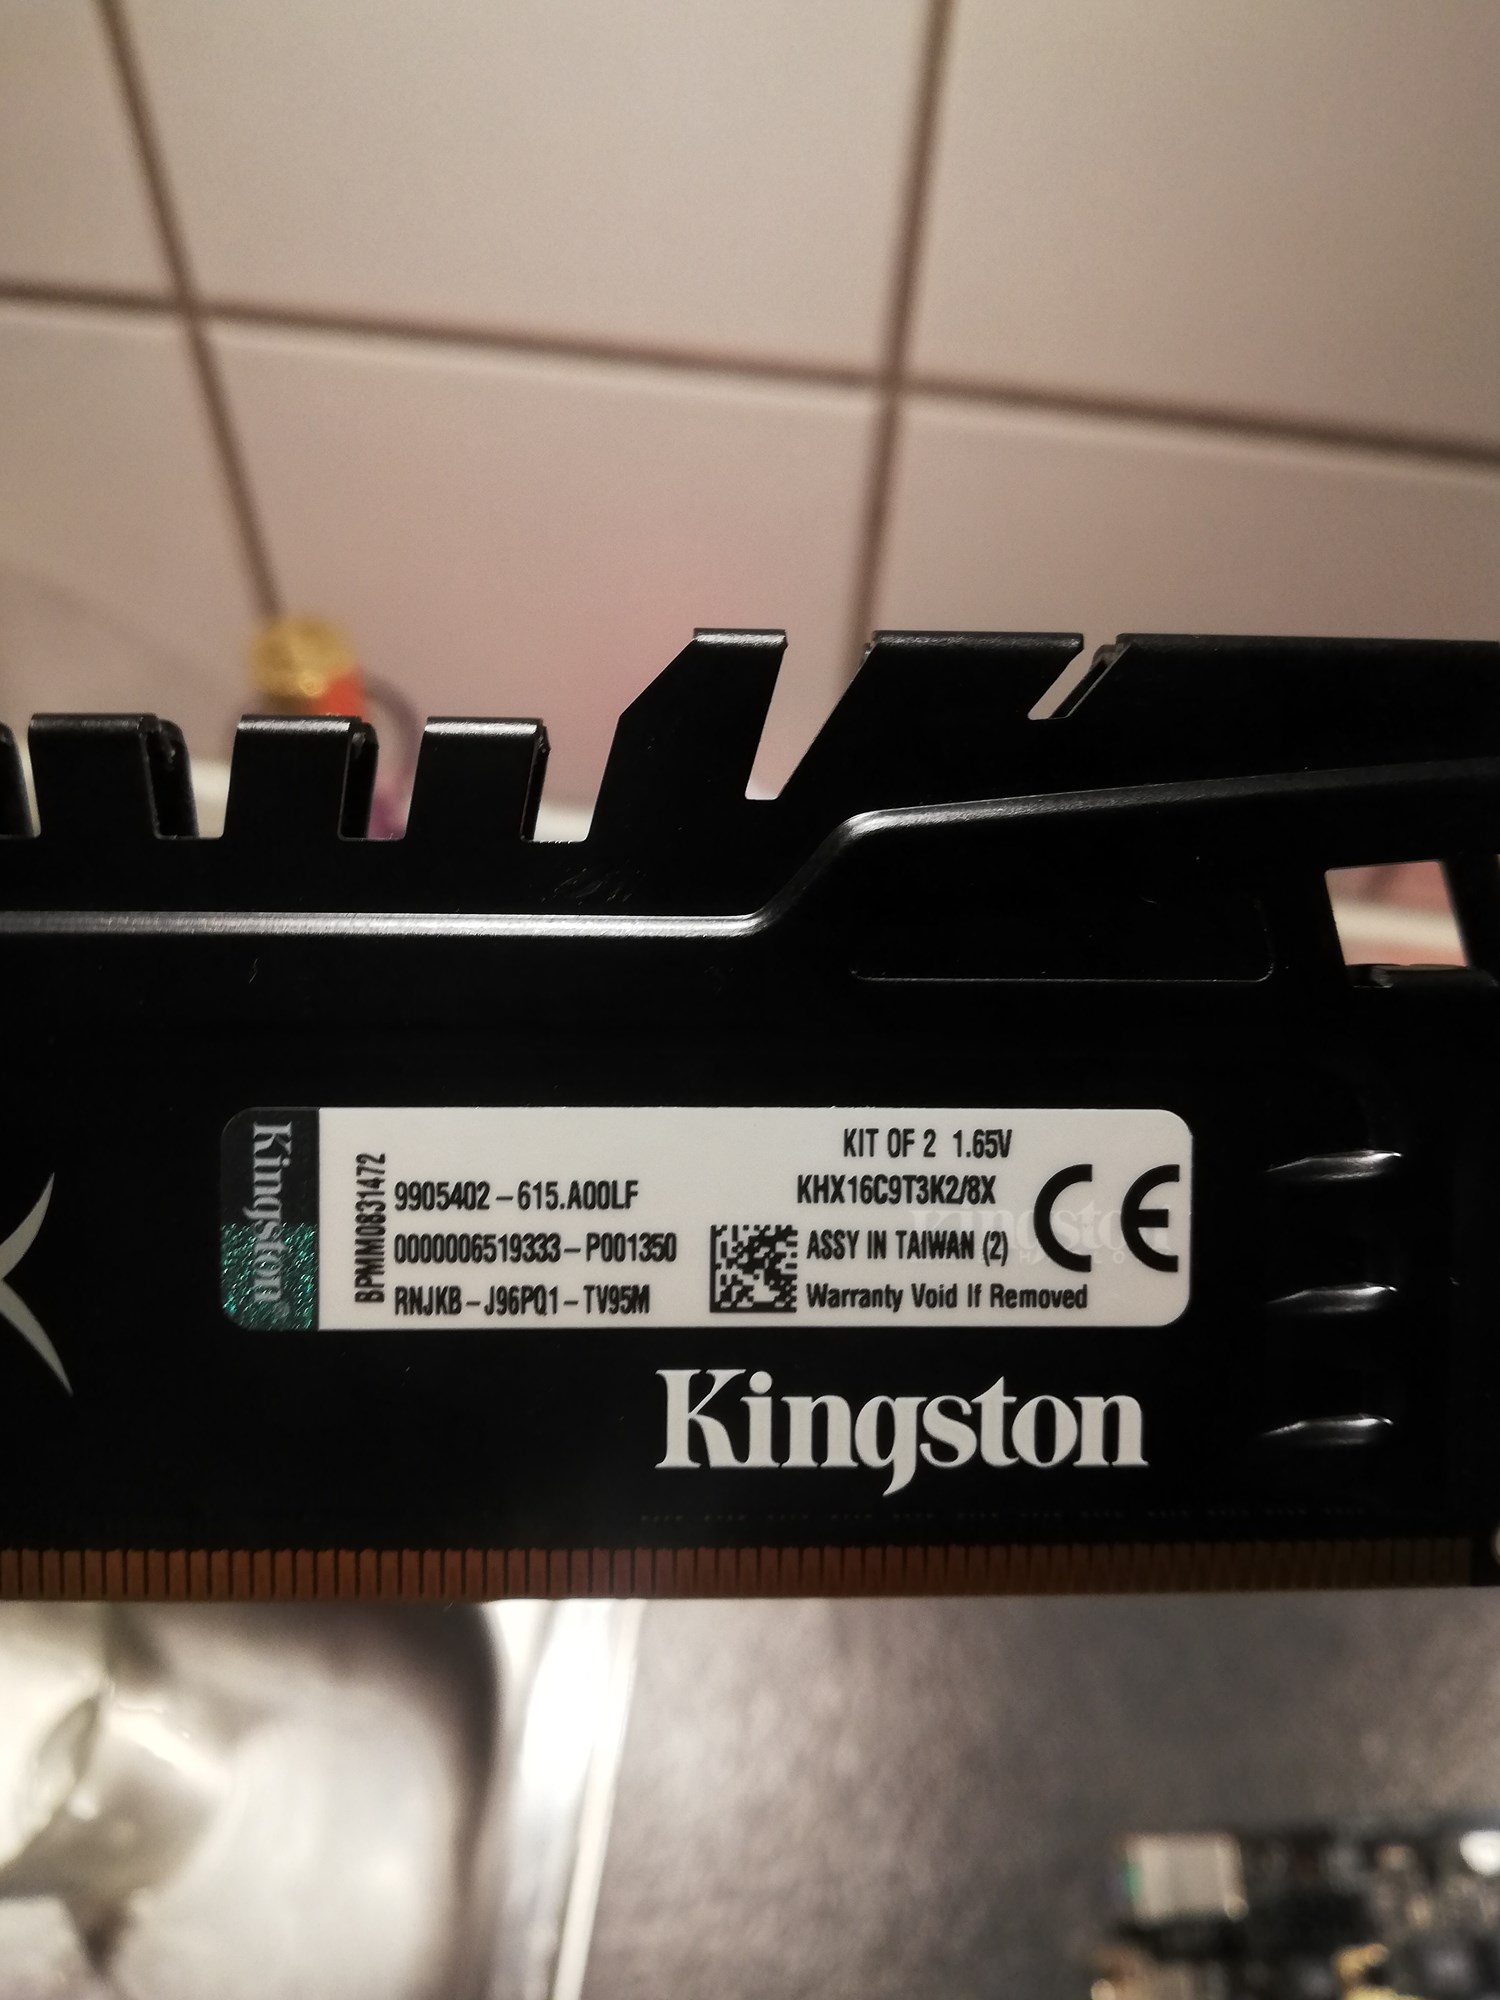 Kingston
BPMM0831472
9905402-615.A00LF
0000006519333-P001350
RNJKB-J96PQ1-TV95M
KIT OF 2 1.65V
KHX16C9T3K2/8X
ASSY IN TAIWAN (2)
Warranty Void If Removed
CE
Kingston
Kingston